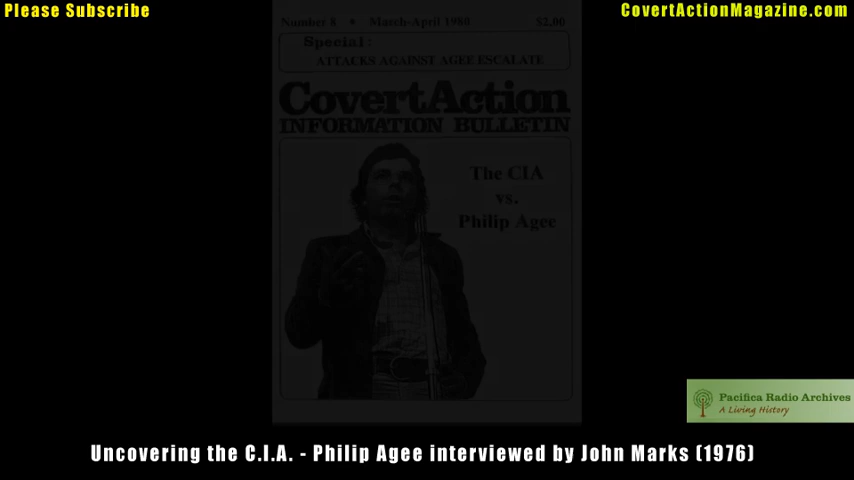 Please Subscribe
CovertActionMagazine.com
Number 8 • March-April 1980 $2.00
Special:
ATTACKS AGAINST AGEE ESCALATE
CovertAction
INFORMATION BULLETIN
The CIA
vs.
Philip Agee
Pacifica Radio Archives
A Living History
Uncovering the C.I.A. - Philip Agee interviewed by John Marks (1976)